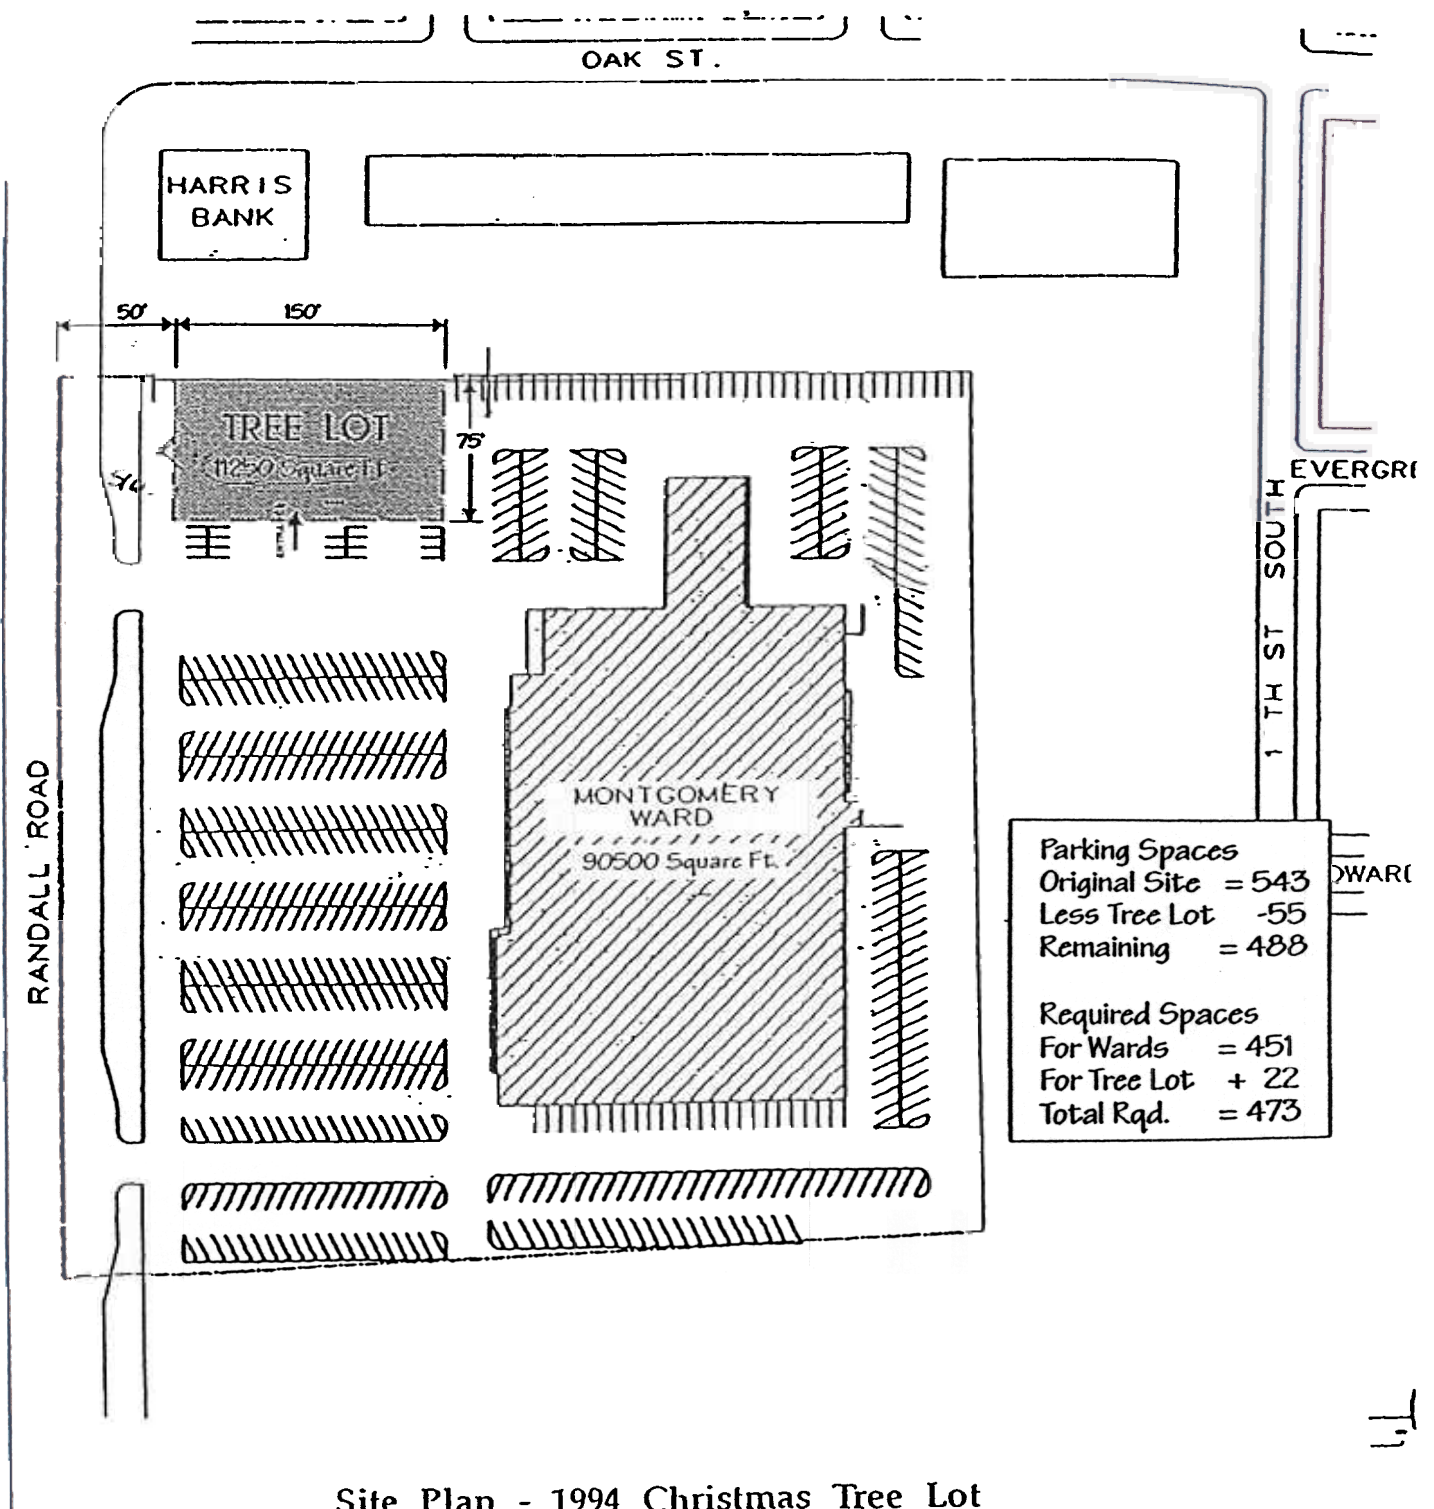 OAK ST.
HARRIS
BANK
50'
150'
TREE LOT
11250 Square Ft.
75'
EVERGRE
1 TH ST SOUTH
RANDALL ROAD
MONTGOMERY
WARD
90500 Square Ft.
Parking Spaces
Original Site = 543
Less Tree Lot -55
Remaining = 488
Required Spaces
For Wards = 451
For Tree Lot + 22
Total Rqd. = 473
OWARD
Site Plan - 1994 Christmas Tree Lot